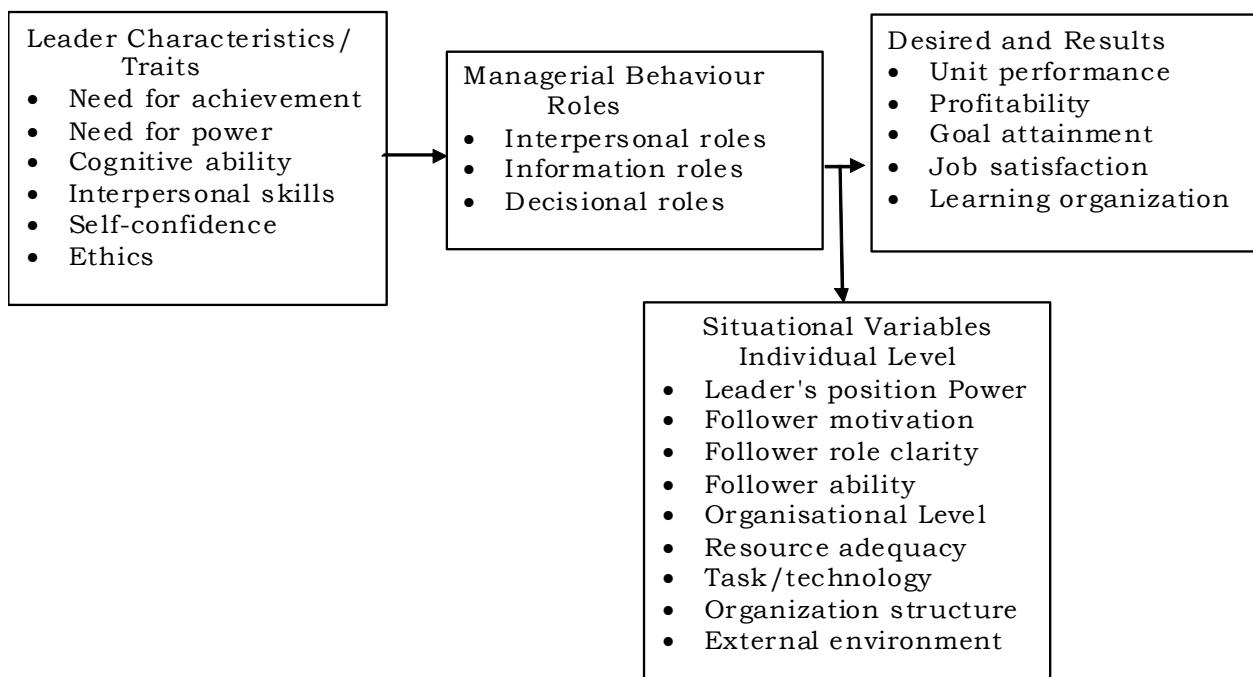 Leader Characteristics/
Traits
• Need for achievement
• Need for power
• Cognitive ability
• Interpersonal skills
• Self-confidence
• Ethics
Managerial Behaviour
Roles
• Interpersonal roles
• Information roles
• Decisional roles
Desired and Results
• Unit performance
• Profitability
• Goal attainment
• Job satisfaction
• Learning organization
Situational Variables
Individual Level
• Leader's position Power
• Follower motivation
• Follower role clarity
• Follower ability
• Organisational Level
• Resource adequacy
• Task/technology
• Organization structure
• External environment